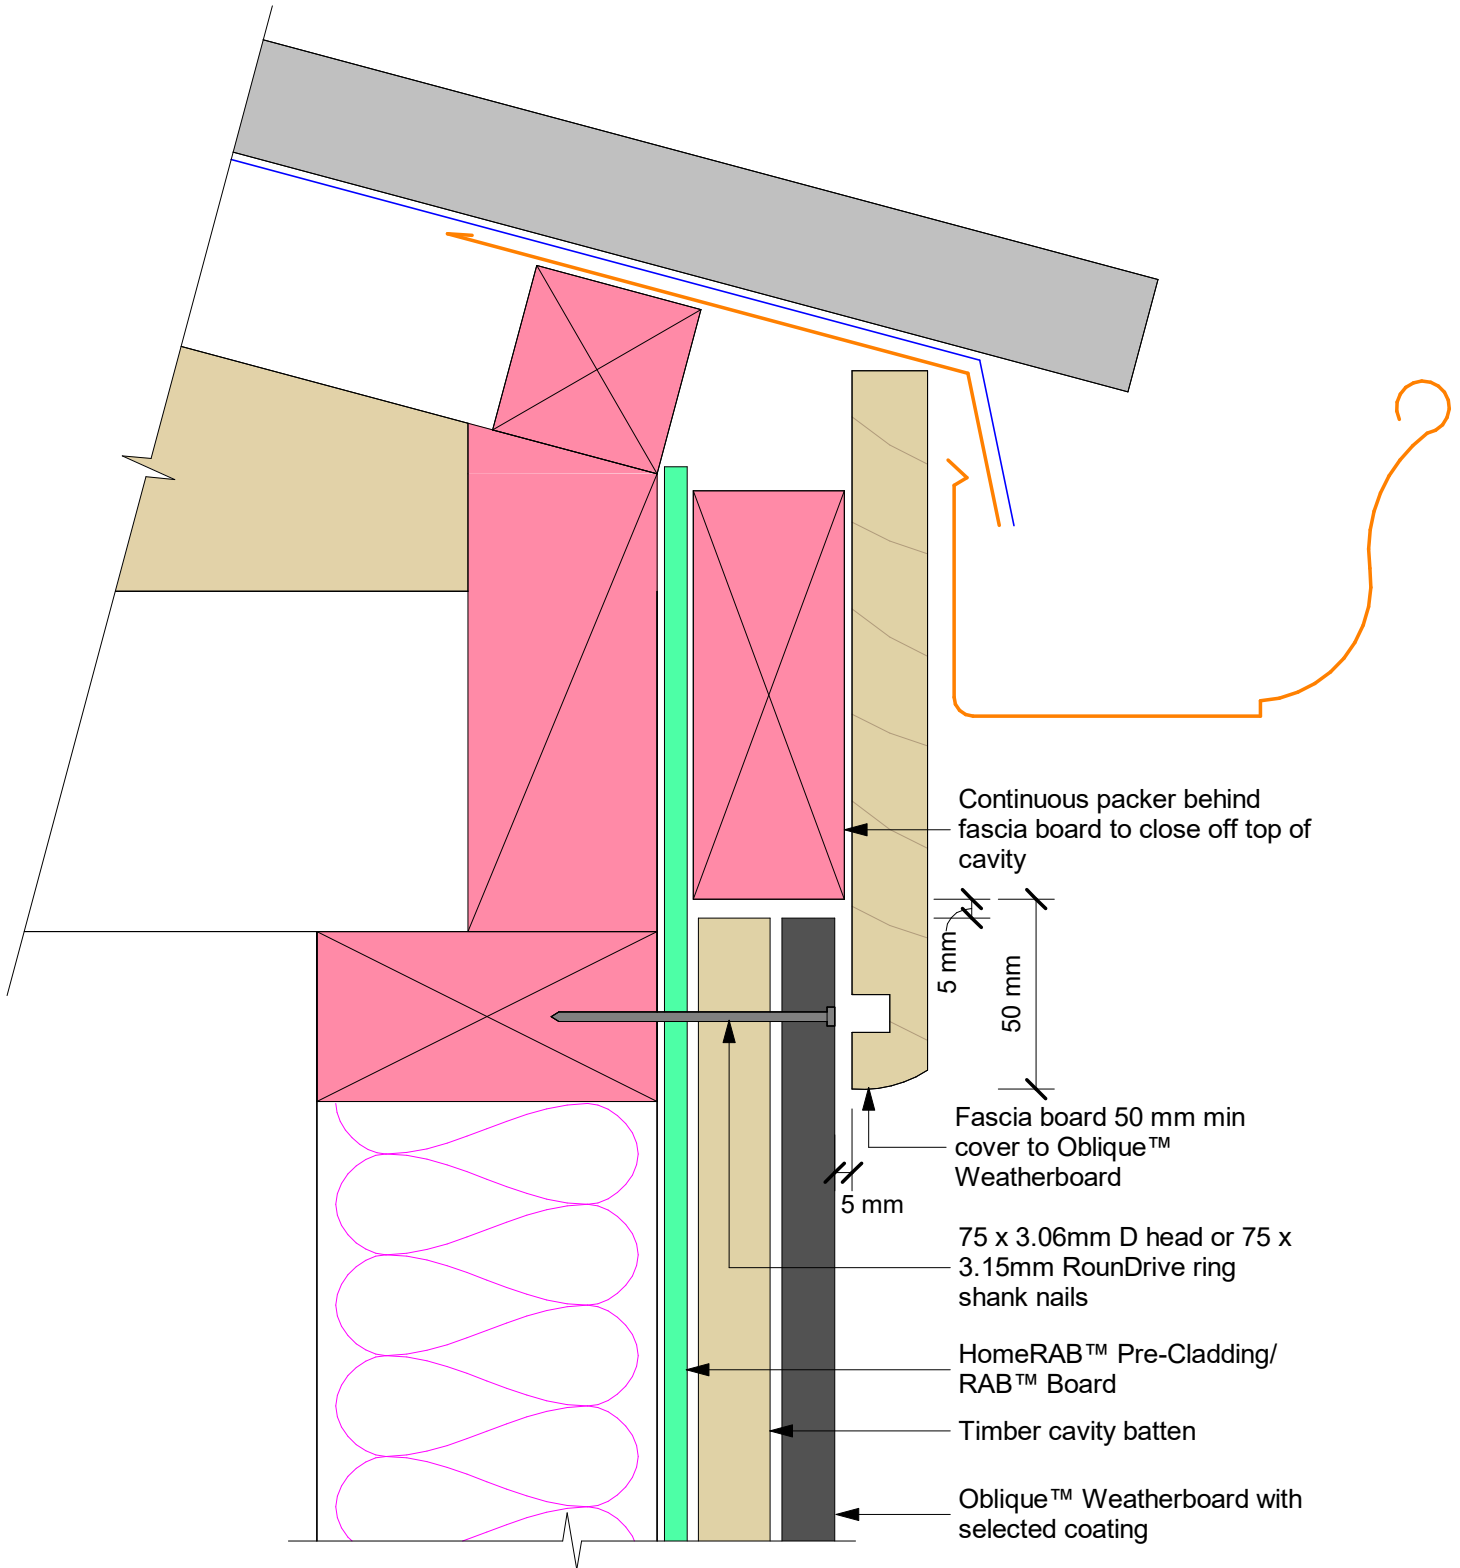 Continuous packer behind
fascia board to close off top of
cavity
5 mm
50 mm
Fascia board 50 mm min
cover to Oblique™
Weatherboard
5 mm
75 x 3.06mm D head or 75 x
3.15mm RounDrive ring
shank nails
HomeRAB™ Pre-Cladding/
RAB™ Board
Timber cavity batten
Oblique™ Weatherboard with
selected coating